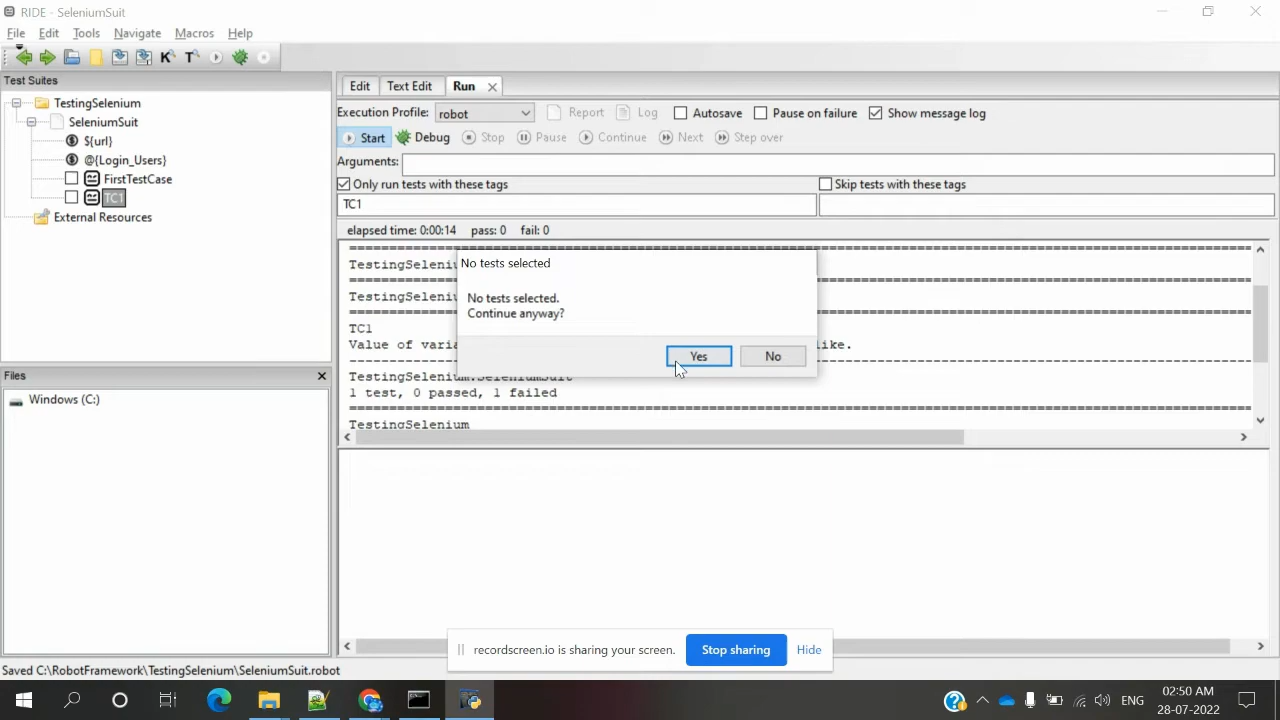 RIDE - SeleniumSuit
File Edit Tools Navigate Macros Help
K T
Test Suites
TestingSelenium
SeleniumSuit
${url}
@{Login_Users}
FirstTestCase
TC1
External Resources
Files
Windows (C:)
Edit Text Edit Run
Execution Profile: robot Report Log Autosave Pause on failure Show message log
Start Debug Stop Pause Continue Next Step over
Arguments:
Only run tests with these tags Skip tests with these tags
TC1
elapsed time: 0:00:14 pass: 0 fail: 0
==============================================================================
TestingSeleniu
==============================================================================
TestingSeleniu
==============================================================================
TC1
Value of varia like.
------------------------------------------------------------------------------
TestingSelenium.SeleniumSuit
1 test, 0 passed, 1 failed
==============================================================================
TestingSelenium
No tests selected
No tests selected.
Continue anyway?
Yes No
recordscreen.io is sharing your screen. Stop sharing Hide
Saved C:\RobotFramework\TestingSelenium\SeleniumSuit.robot
ENG
02:50 AM
28-07-2022